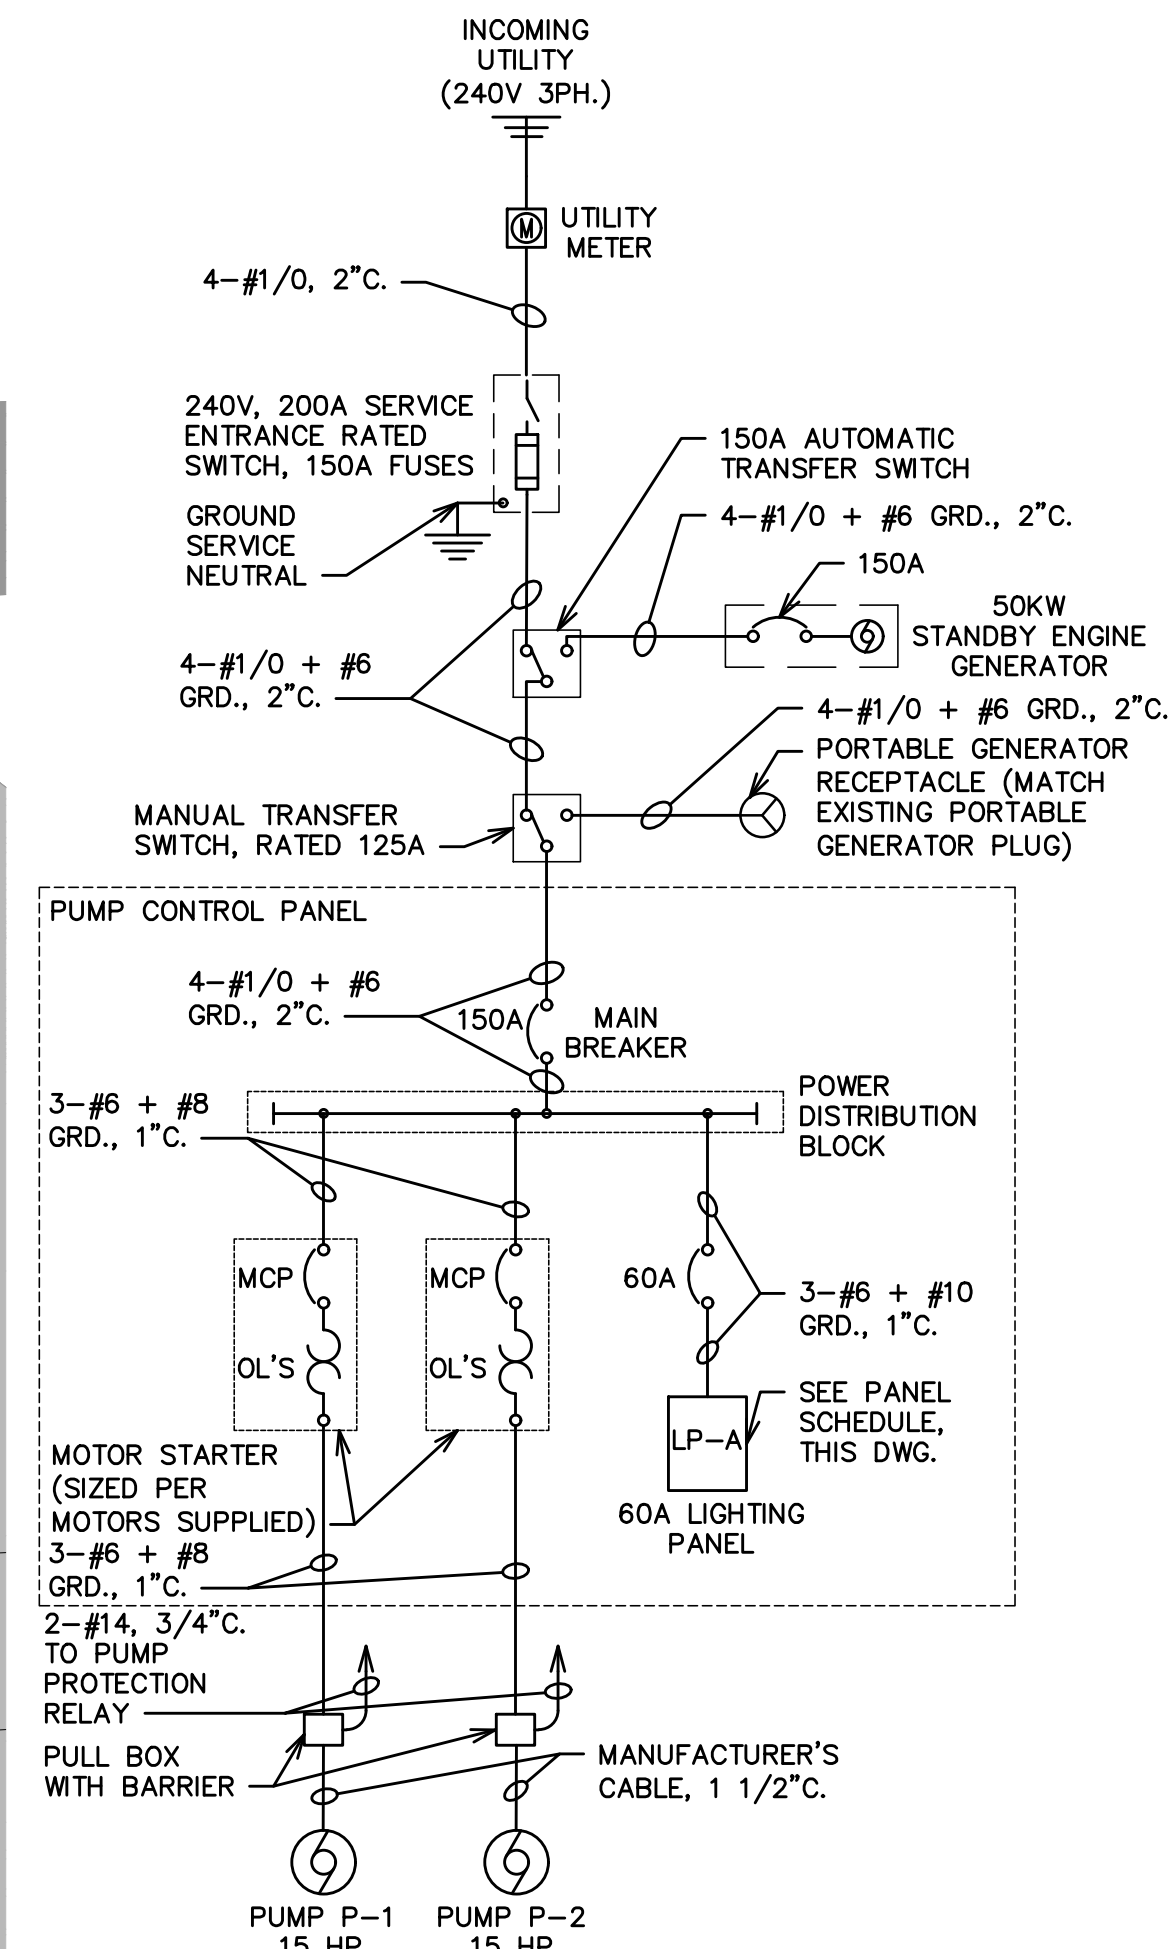 INCOMING
UTILITY
(240V 3PH.)
M
UTILITY
METER
4-#1/0, 2"C.
240V, 200A SERVICE
ENTRANCE RATED
SWITCH, 150A FUSES
GROUND
SERVICE
NEUTRAL
150A AUTOMATIC
TRANSFER SWITCH
4-#1/0 + #6 GRD., 2"C.
150A
50KW
STANDBY ENGINE
GENERATOR
4-#1/0 + #6
GRD., 2"C.
4-#1/0 + #6 GRD., 2"C.
PORTABLE GENERATOR
RECEPTACLE (MATCH
EXISTING PORTABLE
GENERATOR PLUG)
MANUAL TRANSFER
SWITCH, RATED 125A
PUMP CONTROL PANEL
4-#1/0 + #6
GRD., 2"C.
150A
MAIN
BREAKER
3-#6 + #8
GRD., 1"C.
POWER
DISTRIBUTION
BLOCK
MCP
OL'S
MCP
OL'S
60A
3-#6 + #10
GRD., 1"C.
LP-A
SEE PANEL
SCHEDULE,
THIS DWG.
60A LIGHTING
PANEL
MOTOR STARTER
(SIZED PER
MOTORS SUPPLIED)
3-#6 + #8
GRD., 1"C.
2-#14, 3/4"C.
TO PUMP
PROTECTION
RELAY
PULL BOX
WITH BARRIER
MANUFACTURER'S
CABLE, 1 1/2"C.
PUMP P-1
15 HP
PUMP P-2
15 HP